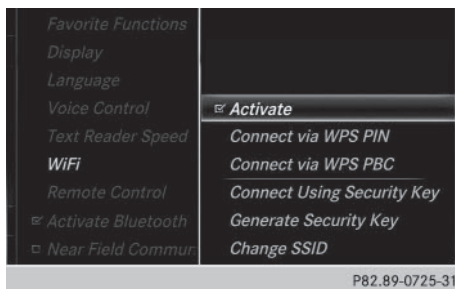 Favorite Functions
Display
Language
Voice Control
Text Reader Speed
WiFi
Remote Control
Activate Bluetooth
Near Field Commun
Activate
Connect via WPS PIN
Connect via WPS PBC
Connect Using Security Key
Generate Security Key
Change SSID
P82.89-0725-31